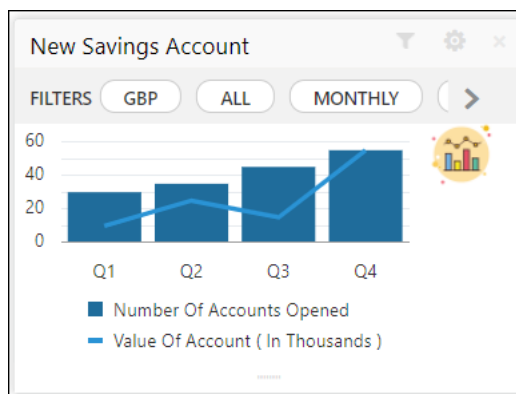 New Savings Account
FILTERS GBP ALL MONTHLY
60
40
20
0
Q1 Q2 Q3 Q4
Number Of Accounts Opened
Value Of Account ( In Thousands )